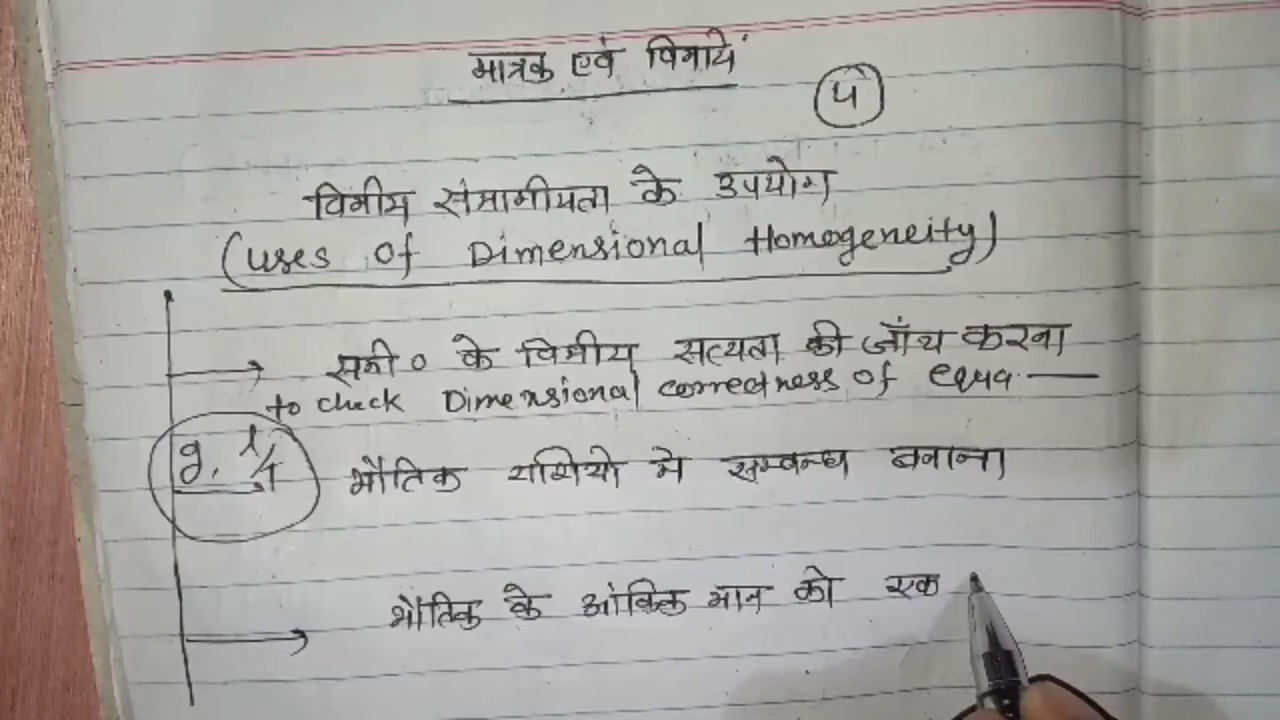 मात्रक एवं विमायें
५
विमीय संमागीयता के उपयोग
(uses of Dimensional Homogeneity)
समी० के विमीय सत्यता की जाँच करना
to check Dimensional correctness of equa.
g, l/T भौतिक राशियो मे सम्बन्ध बनाना
भौतिक के आंकिक मान को एक